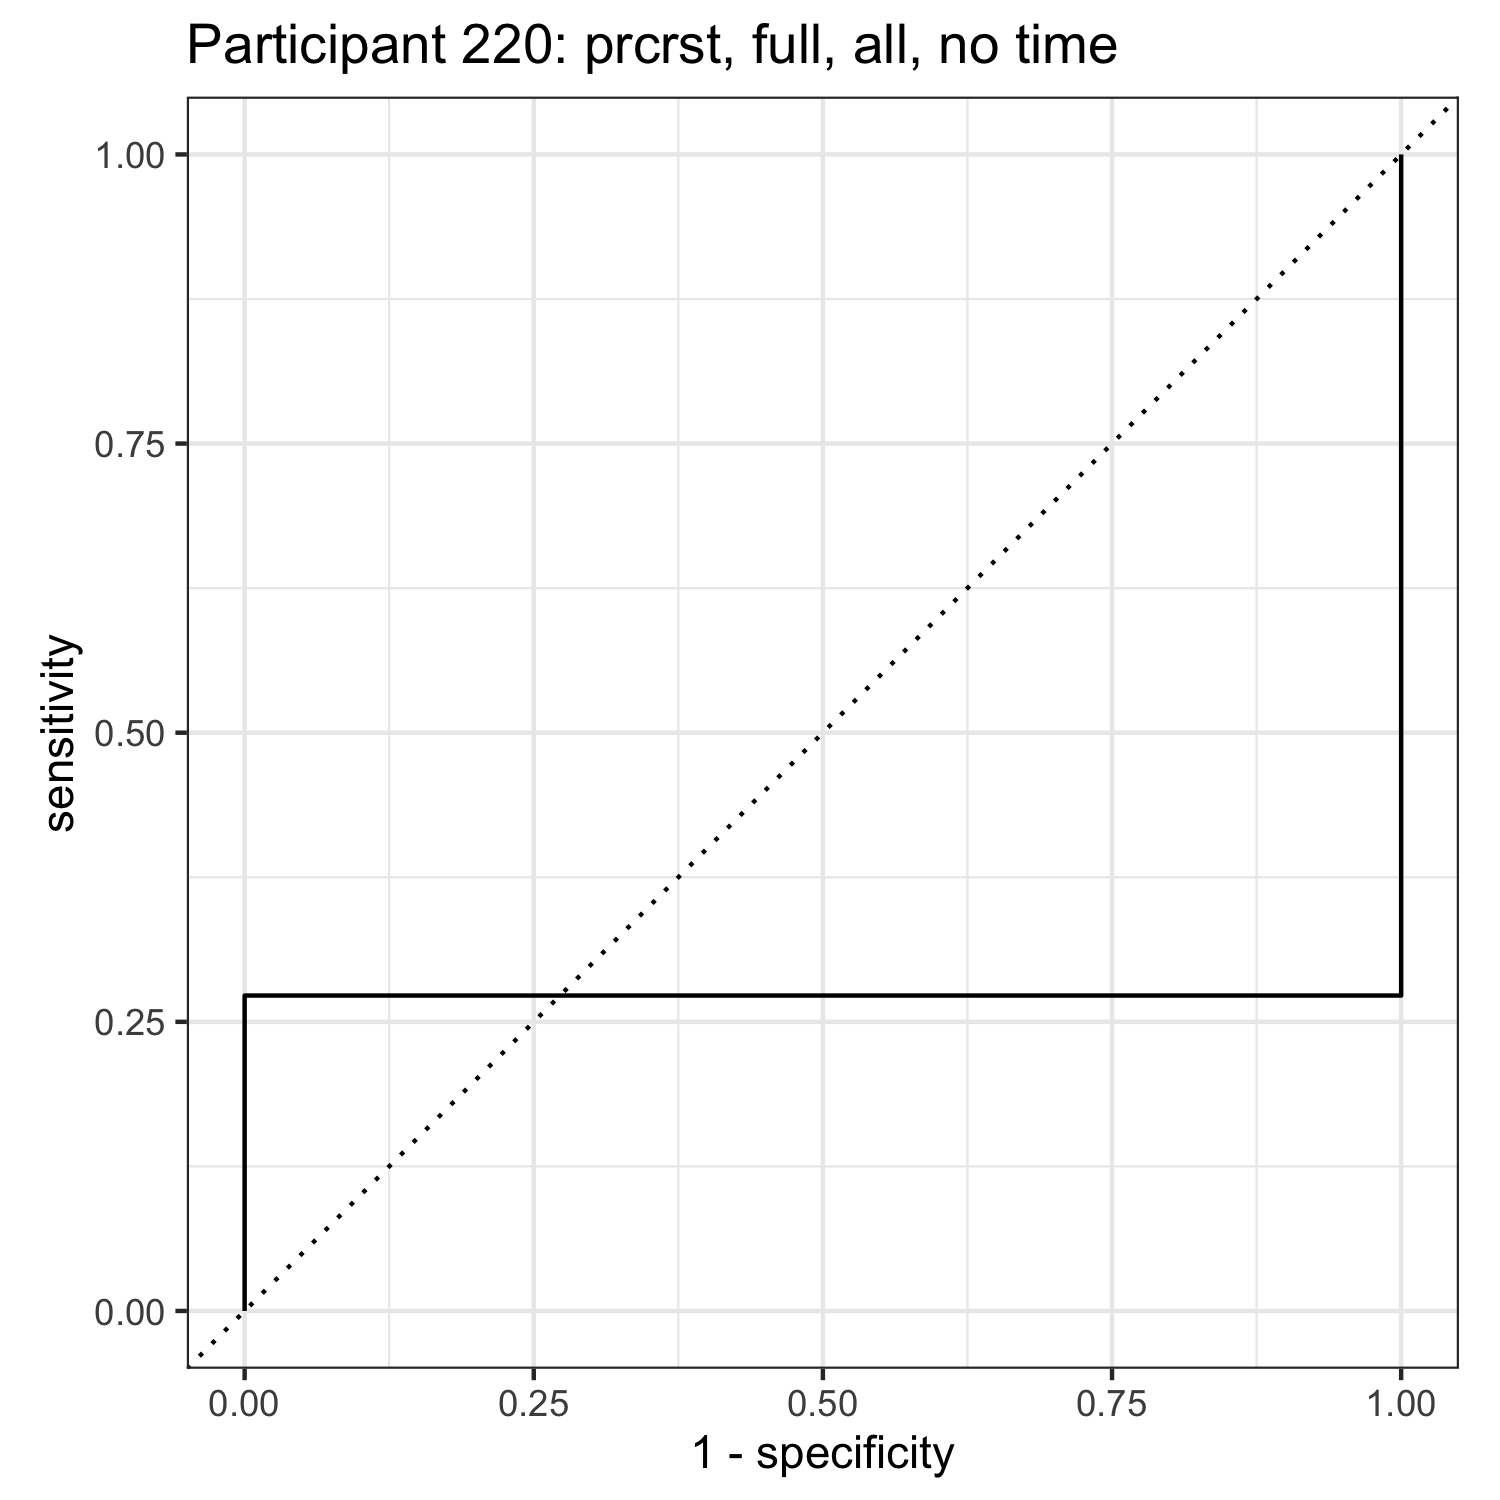 Participant 220: prcrst, full, all, no time
1.00
0.75
0.50
0.25
0.00
sensitivity
0.00 0.25 0.50 0.75 1.00
1 - specificity